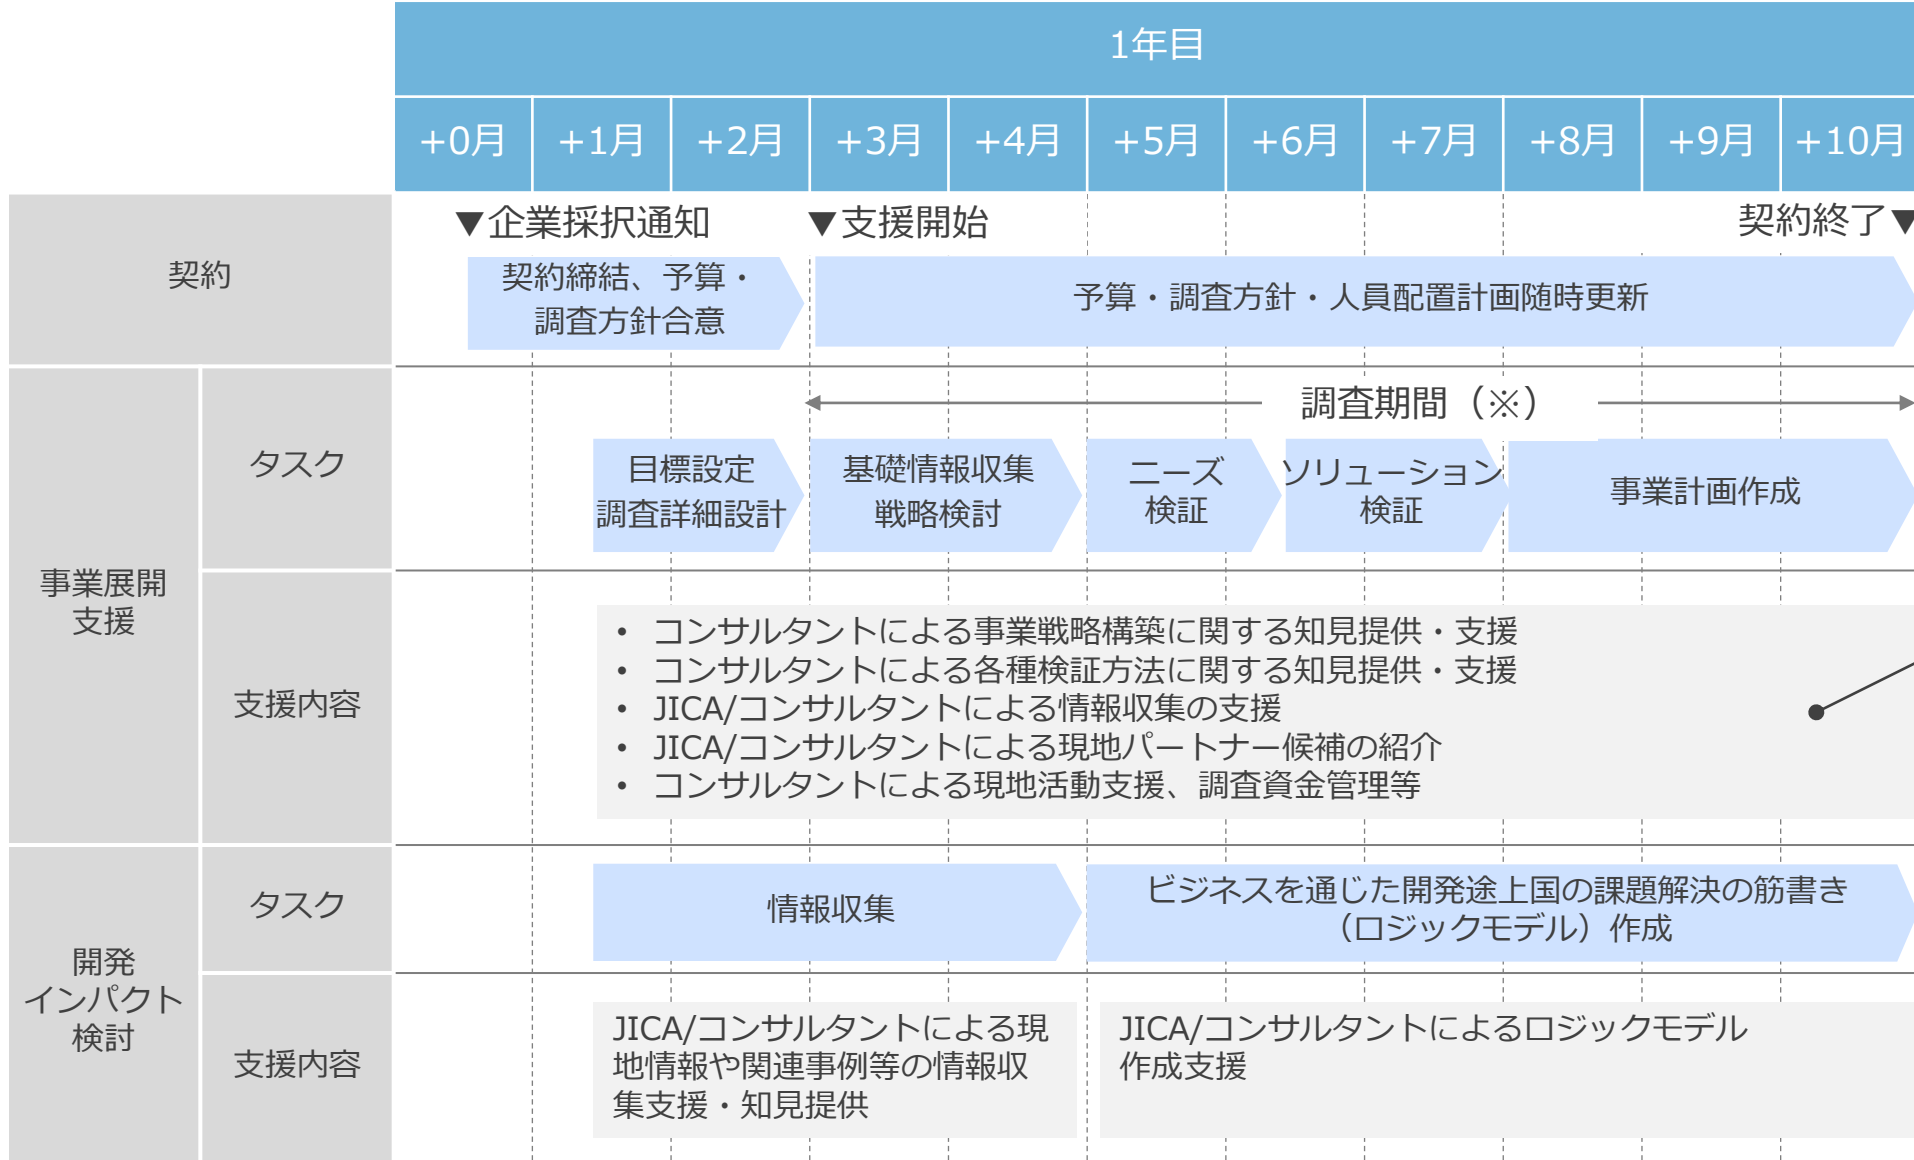 1年目
+0月 +1月 +2月 +3月 +4月 +5月 +6月 +7月 +8月 +9月 +10月
契約
▼企業採択通知
▼支援開始
契約終了▼
契約締結、予算・
調査方針合意
予算・調査方針・人員配置計画随時更新
事業展開
支援
タスク
調査期間（※）
目標設定
調査詳細設計
基礎情報収集
戦略検討
ニーズ
検証
ソリューション
検証
事業計画作成
支援内容
• コンサルタントによる事業戦略構築に関する知見提供・支援
• コンサルタントによる各種検証方法に関する知見提供・支援
• JICA/コンサルタントによる情報収集の支援
• JICA/コンサルタントによる現地パートナー候補の紹介
• コンサルタントによる現地活動支援、調査資金管理等
開発
インパクト
検討
タスク
情報収集
ビジネスを通じた開発途上国の課題解決の筋書き
（ロジックモデル）作成
支援内容
JICA/コンサルタントによる現
地情報や関連事例等の情報収
集支援・知見提供
JICA/コンサルタントによるロジックモデル
作成支援